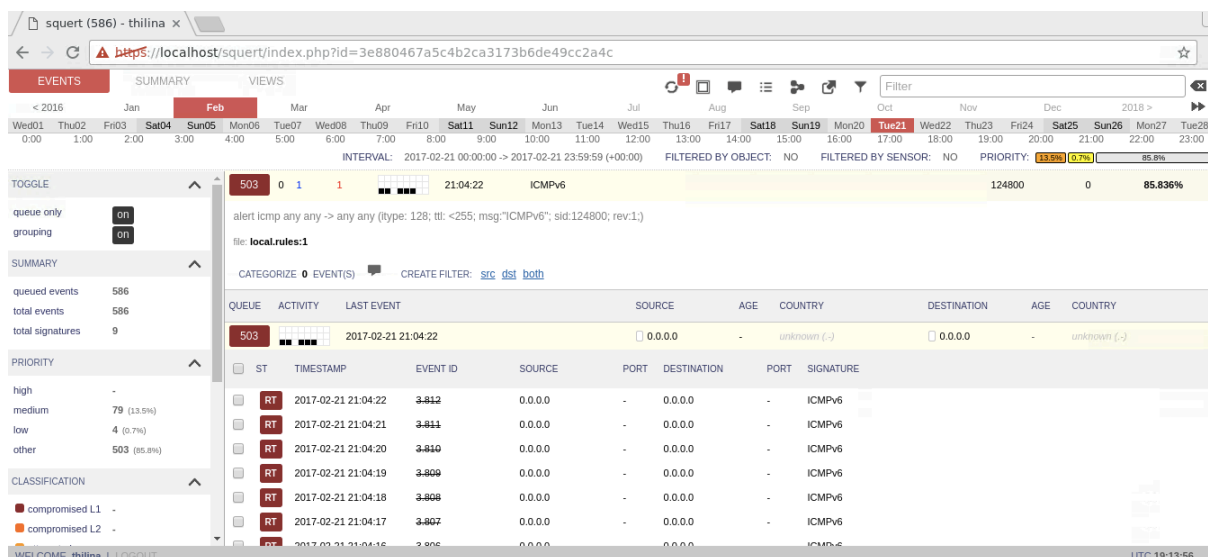 squert (586) - thilina ×
https://localhost/squert/index.php?id=3e880467a5c4b2ca3173b6de49cc2a4c
EVENTS SUMMARY VIEWS Filter
< 2016 Jan Feb Mar Apr May Jun Jul Aug Sep Oct Nov Dec 2018 >
Wed01 Thu02 Fri03 Sat04 Sun05 Mon06 Tue07 Wed08 Thu09 Fri10 Sat11 Sun12 Mon13 Tue14 Wed15 Thu16 Fri17 Sat18 Sun19 Mon20 Tue21 Wed22 Thu23 Fri24 Sat25 Sun26 Mon27 Tue28
0:00 1:00 2:00 3:00 4:00 5:00 6:00 7:00 8:00 9:00 10:00 11:00 12:00 13:00 14:00 15:00 16:00 17:00 18:00 19:00 20:00 21:00 22:00 23:00
INTERVAL: 2017-02-21 00:00:00 -> 2017-02-21 23:59:59 (+00:00) FILTERED BY OBJECT: NO FILTERED BY SENSOR: NO PRIORITY: 13.5% 0.7% 85.8%
TOGGLE
queue only on
grouping on
SUMMARY
queued events 586
total events 586
total signatures 9
PRIORITY
high -
medium 79 (13.5%)
low 4 (0.7%)
other 503 (85.8%)
CLASSIFICATION
compromised L1 -
compromised L2 -
503 0 1 1 21:04:22 ICMPv6 124800 0 85.836%
alert icmp any any -> any any (itype: 128; ttl: <255; msg:"ICMPv6"; sid:124800; rev:1;)
file: local.rules:1
CATEGORIZE 0 EVENT(S) CREATE FILTER: src dst both
QUEUE ACTIVITY LAST EVENT SOURCE AGE COUNTRY DESTINATION AGE COUNTRY
503 2017-02-21 21:04:22 0.0.0.0 - unknown (.-) 0.0.0.0 - unknown (.-)
ST TIMESTAMP EVENT ID SOURCE PORT DESTINATION PORT SIGNATURE
RT 2017-02-21 21:04:22 3.812 0.0.0.0 - 0.0.0.0 - ICMPv6
RT 2017-02-21 21:04:21 3.811 0.0.0.0 - 0.0.0.0 - ICMPv6
RT 2017-02-21 21:04:20 3.810 0.0.0.0 - 0.0.0.0 - ICMPv6
RT 2017-02-21 21:04:19 3.809 0.0.0.0 - 0.0.0.0 - ICMPv6
RT 2017-02-21 21:04:18 3.808 0.0.0.0 - 0.0.0.0 - ICMPv6
RT 2017-02-21 21:04:17 3.807 0.0.0.0 - 0.0.0.0 - ICMPv6
RT 2017-02-21 21:04:16 3.806 0.0.0.0 - 0.0.0.0 - ICMPv6
WELCOME thilina | LOGOUT UTC 19:13:56